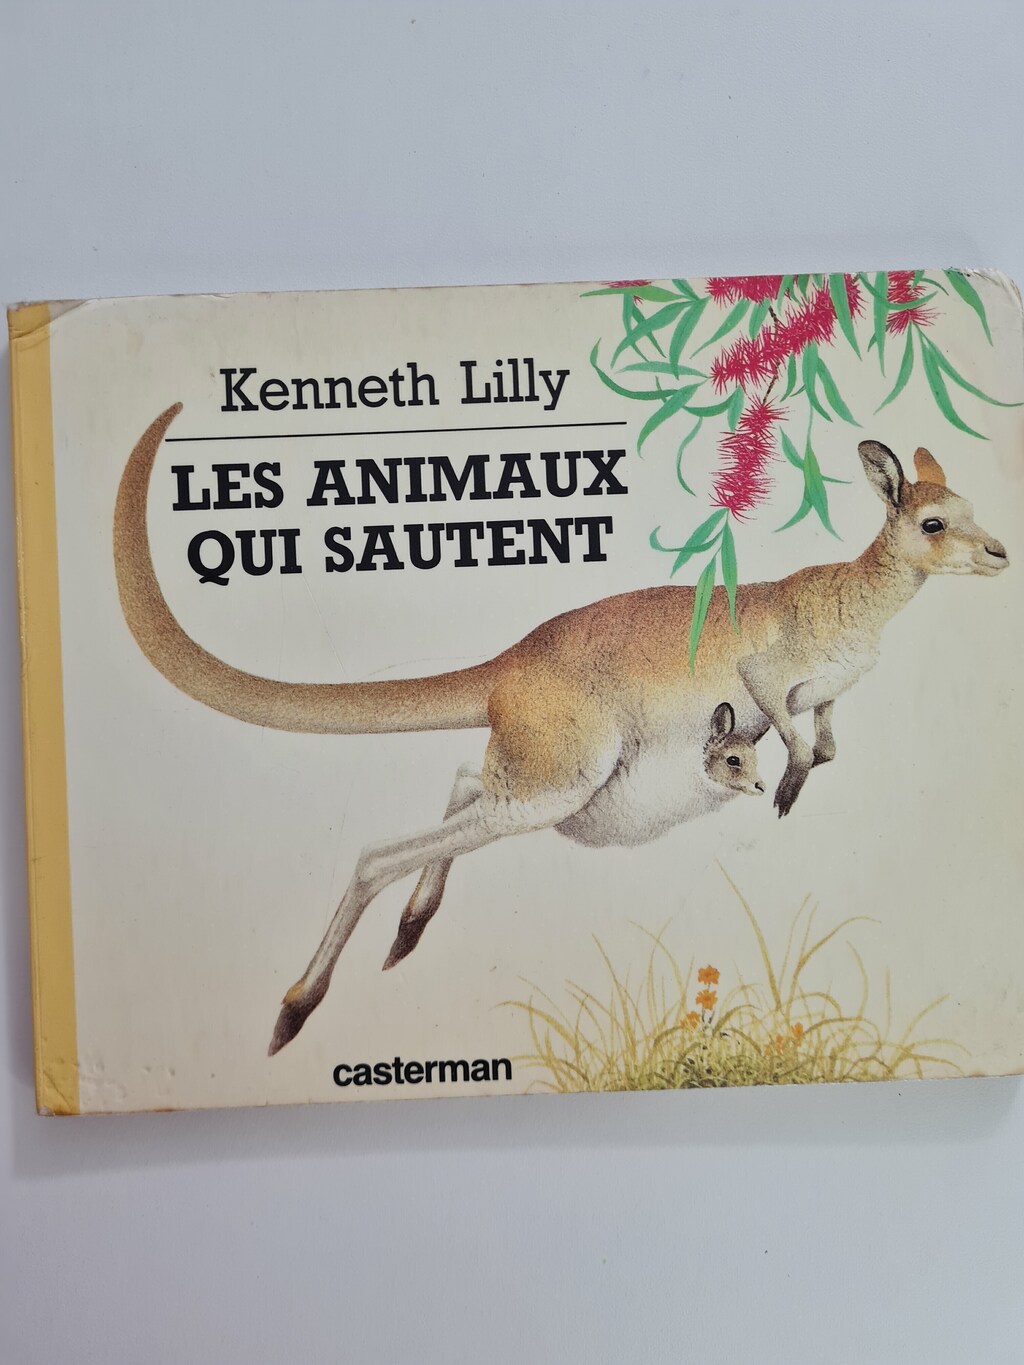 Kenneth Lilly
LES ANIMAUX
QUI SAUTENT
casterman